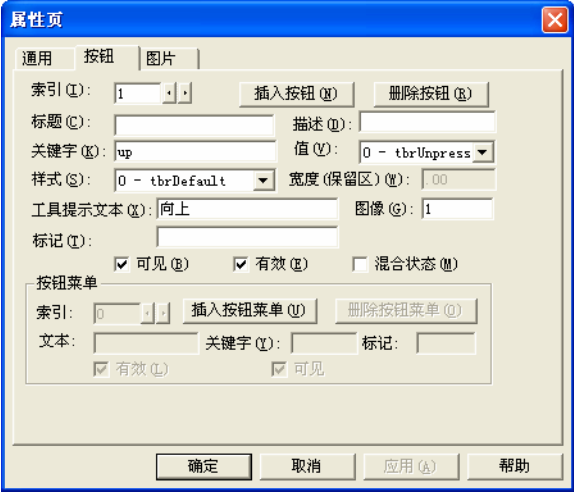 属性页
通用 按钮 图片
索引(I): 1 插入按钮(N) 删除按钮(R)
标题(C): 描述(D):
关键字(K): up 值(V): 0 - tbrUnpress
样式(S): 0 - tbrDefault 宽度(保留区)(W): .00
工具提示文本(X): 向上 图像(G): 1
标记(T):
可见(B) 有效(E) 混合状态(M)
按钮菜单
索引: 0 插入按钮菜单(U) 删除按钮菜单(O)
文本: 关键字(Y): 标记:
有效(L) 可见
确定 取消 应用(A) 帮助